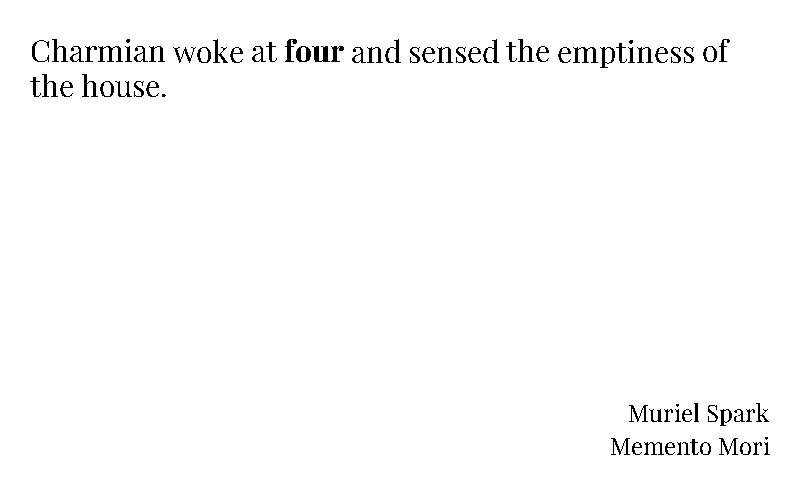 Charmian woke at four and sensed the emptiness of
the house.
Muriel Spark
Memento Mori